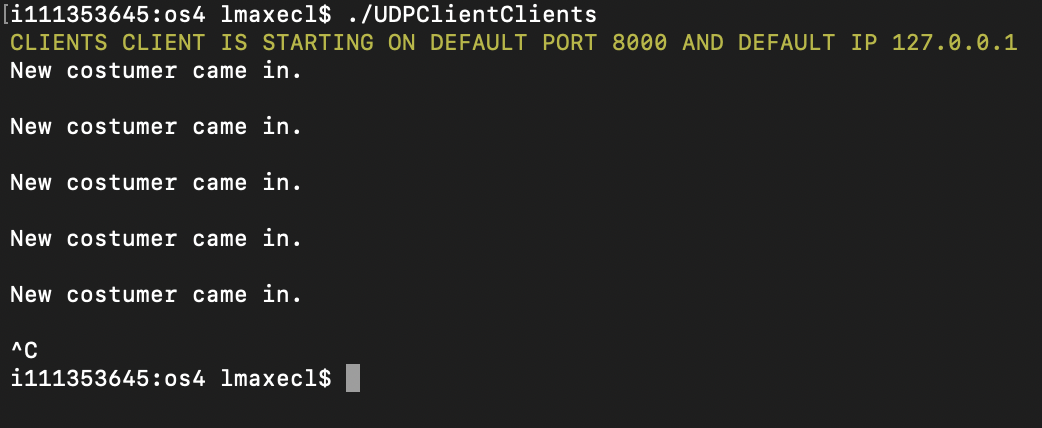 [i111353645:os4 lmaxecl$ ./UDPClientClients
CLIENTS CLIENT IS STARTING ON DEFAULT PORT 8000 AND DEFAULT IP 127.0.0.1
New costumer came in.
New costumer came in.
New costumer came in.
New costumer came in.
New costumer came in.
^C
i111353645:os4 lmaxecl$